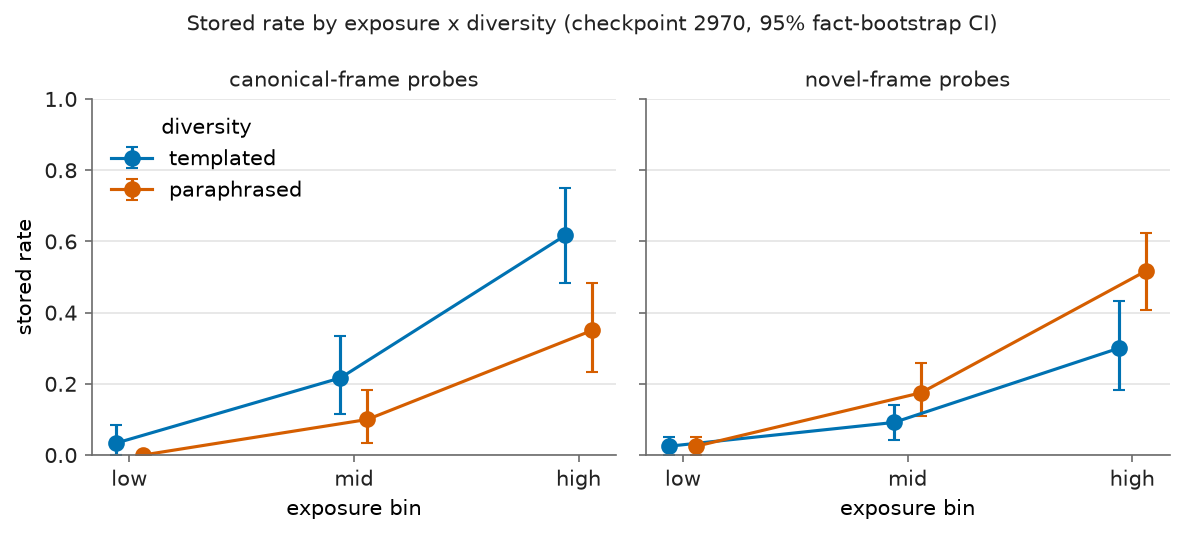 Stored rate by exposure x diversity (checkpoint 2970, 95% fact-bootstrap CI)
canonical-frame probes
novel-frame probes
diversity
templated
paraphrased
stored rate
1.0
0.8
0.6
0.4
0.2
0.0
low
mid
high
exposure bin
low
mid
high
exposure bin